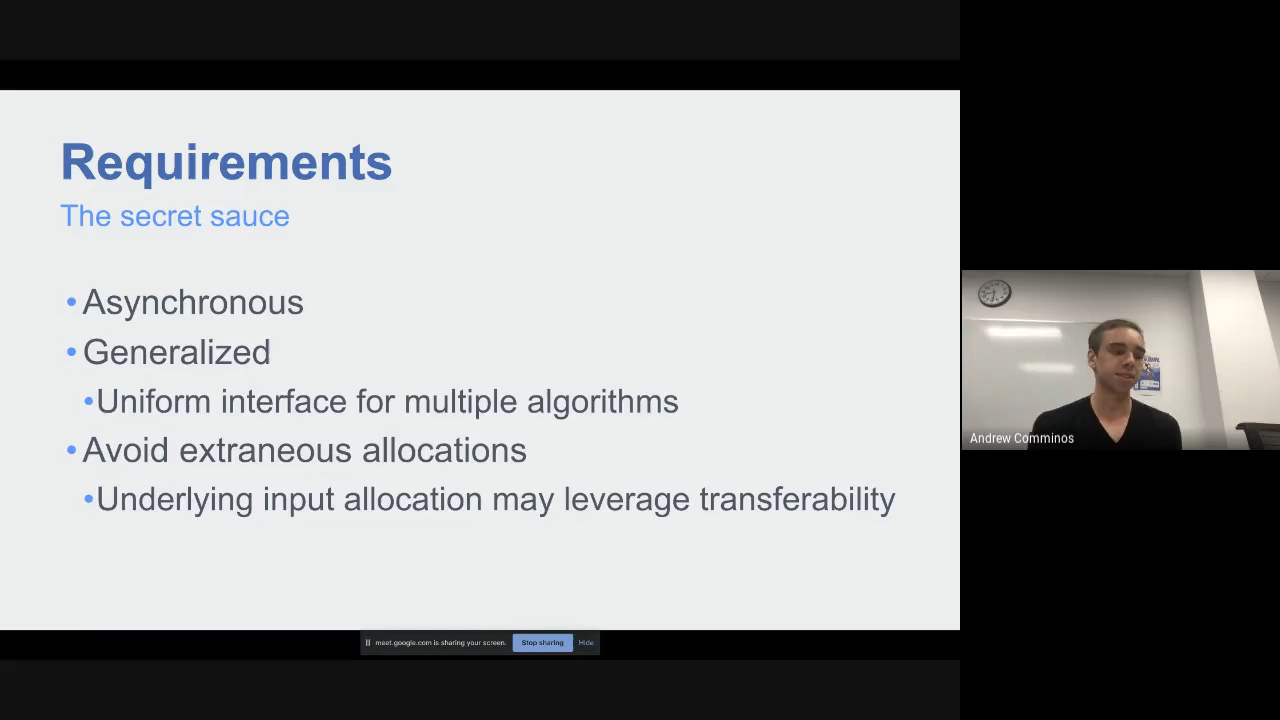 Requirements
The secret sauce
•Asynchronous
•Generalized
•Uniform interface for multiple algorithms
•Avoid extraneous allocations
•Underlying input allocation may leverage transferability
Andrew Comminos
meet.google.com is sharing your screen. Stop sharing Hide